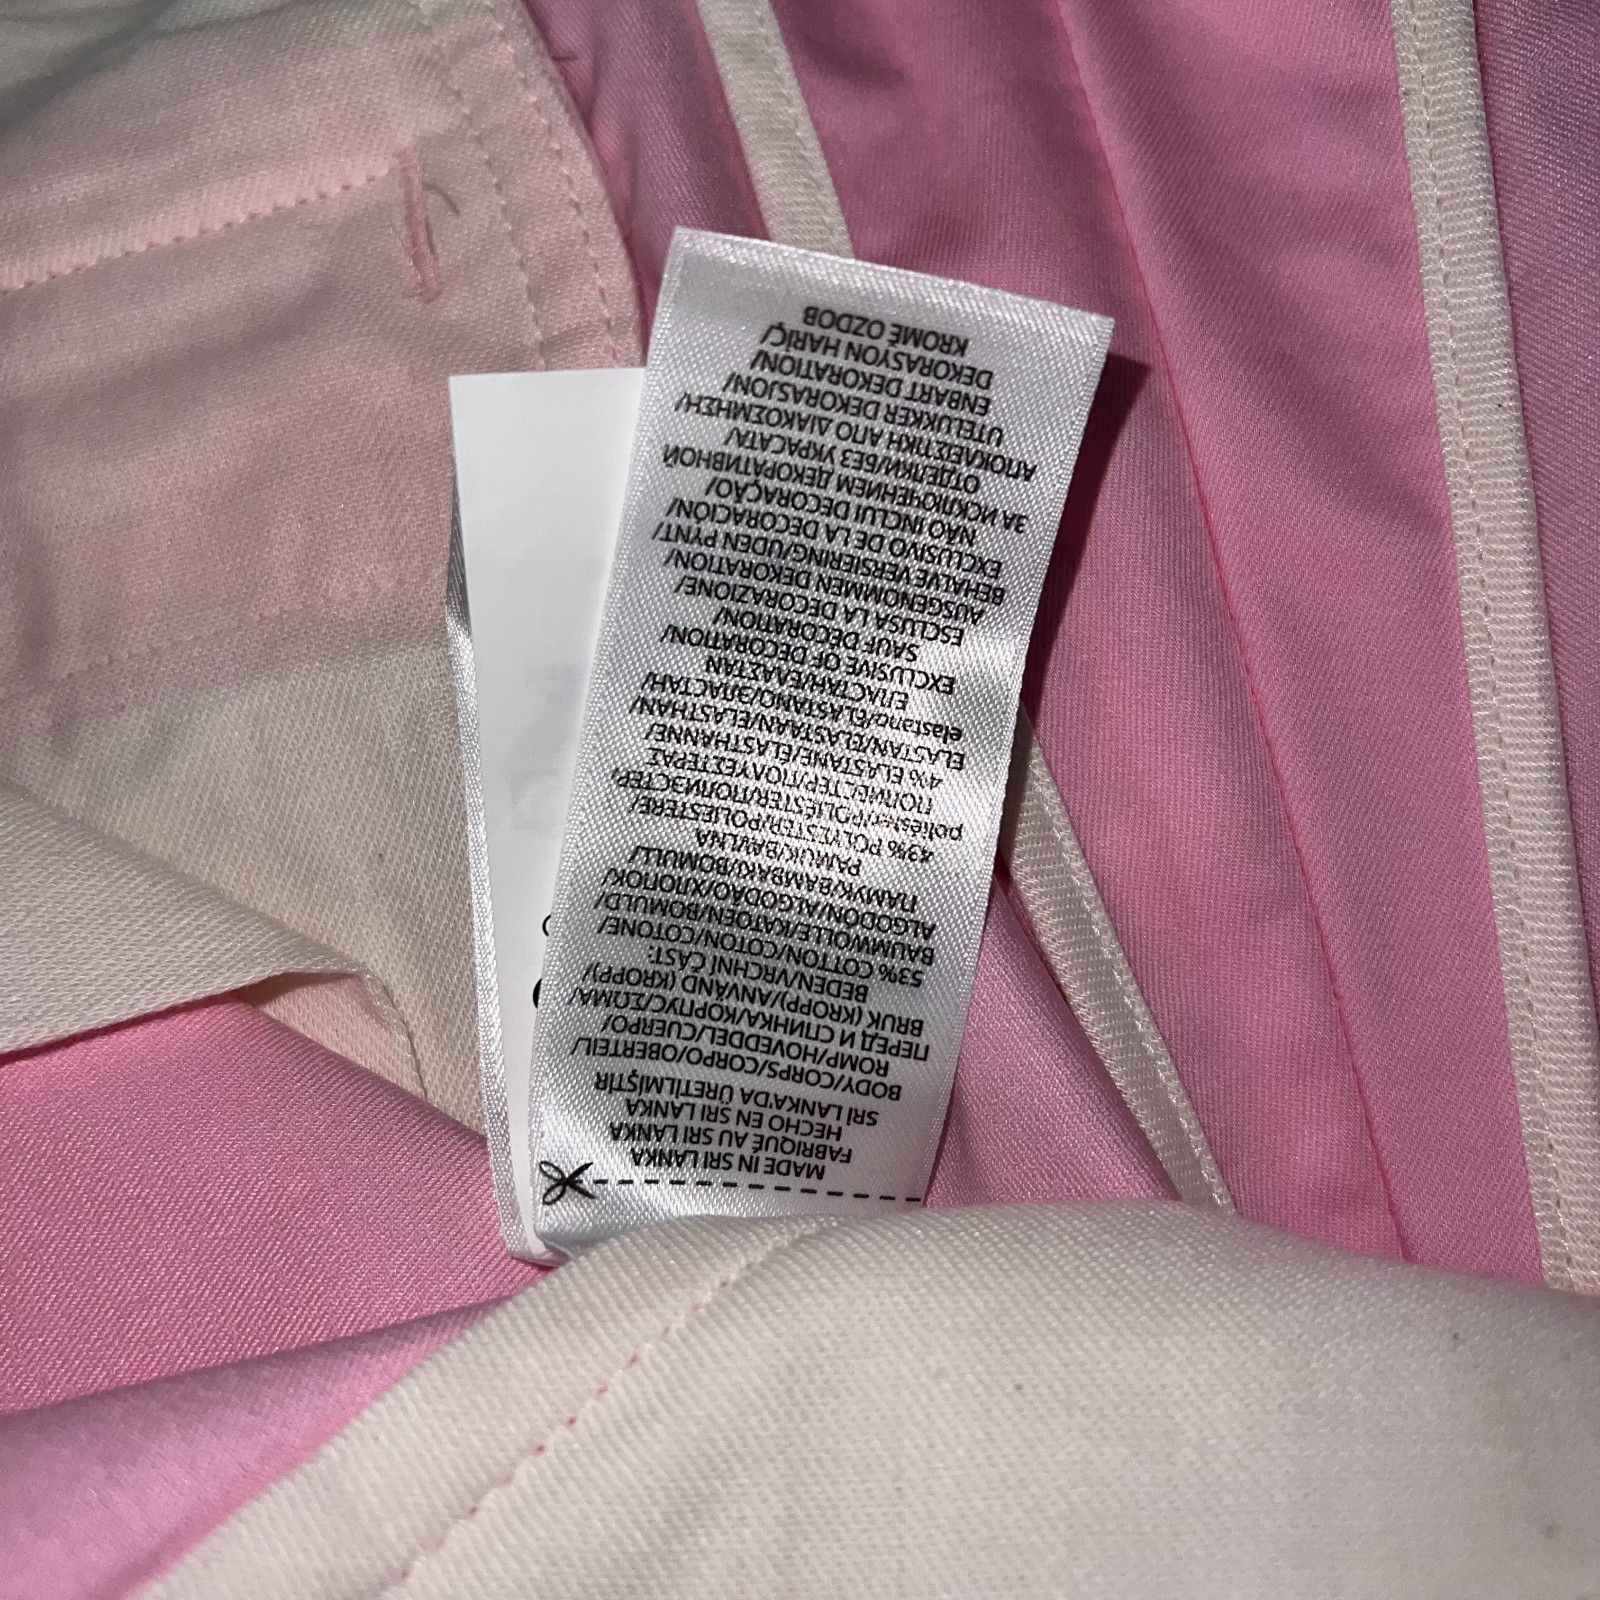 MADE IN SRI LANKA
FABRIQUÉ AU SRI LANKA
HECHO EN SRI LANKA
SRİ LANKA'DA ÜRETİLMİŞTİR
BODY/CORPS/CORPO/OBERTEIL/
ROMP/HOVEDDEL/CUERPO/
ПЕРЕД И СПИНКА/КОРПУС/ΣΩΜΑ/
BRUK (KROPP)/ANVÄND (KROPP)/
BEDEN/VRCHNÍ ČÁST:
53% COTTON/COTON/COTONE/
BAUMWOLLE/KATOEN/BOMULD/
ALGODÓN/ALGODÃO/ХЛОПОК/
ПАМУК/ΒΑΜΒΑΚΙ/BOMULL/
PAMUK/BAVLNA
43% POLYESTER/POLIESTERE/
poliéster/POLIÉSTER/ПОЛИЭСТЕР/
ПОЛИЕСТЕР/ΠΟΛΥΕΣΤΕΡΑΣ
4% ELASTANE/ELASTHANNE/
ELASTAN/ELASTAAN/ELASTHAN/
elastano/ELASTANO/ЭЛАСТАН/
ЕЛАСТАН/ΕΛΑΣΤΑΝ
EXCLUSIVE OF DECORATION/
SAUF DECORATION/
ESCLUSA LA DECORAZIONE/
AUSGENOMMEN DEKORATION/
BEHALVE VERSIERING/UDEN PYNT/
EXCLUSIVO DE LA DECORACIÓN/
NÃO INCLUI DECORAÇÃO/
ЗА ИСКЛЮЧЕНИЕМ ДЕКОРАТИВНОЙ
ОТДЕЛКИ/БЕЗ УКРАСАТА/
ΑΠΟΚΛΕΙΣΤΙΚΗ ΑΠΟ ΔΙΑΚΟΣΜΗΣΗ/
UTELUKKER DEKORASJON/
ENBART DEKORATION/
DEKORASYON HARİÇ/
KROMĚ OZDOB